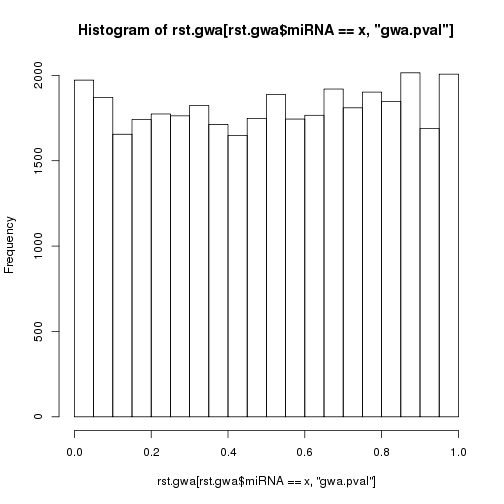 Histogram of rst.gwa[rst.gwa$miRNA == x, "gwa.pval"]
2000
1500
1000
500
0
Frequency
0.0 0.2 0.4 0.6 0.8 1.0
rst.gwa[rst.gwa$miRNA == x, "gwa.pval"]